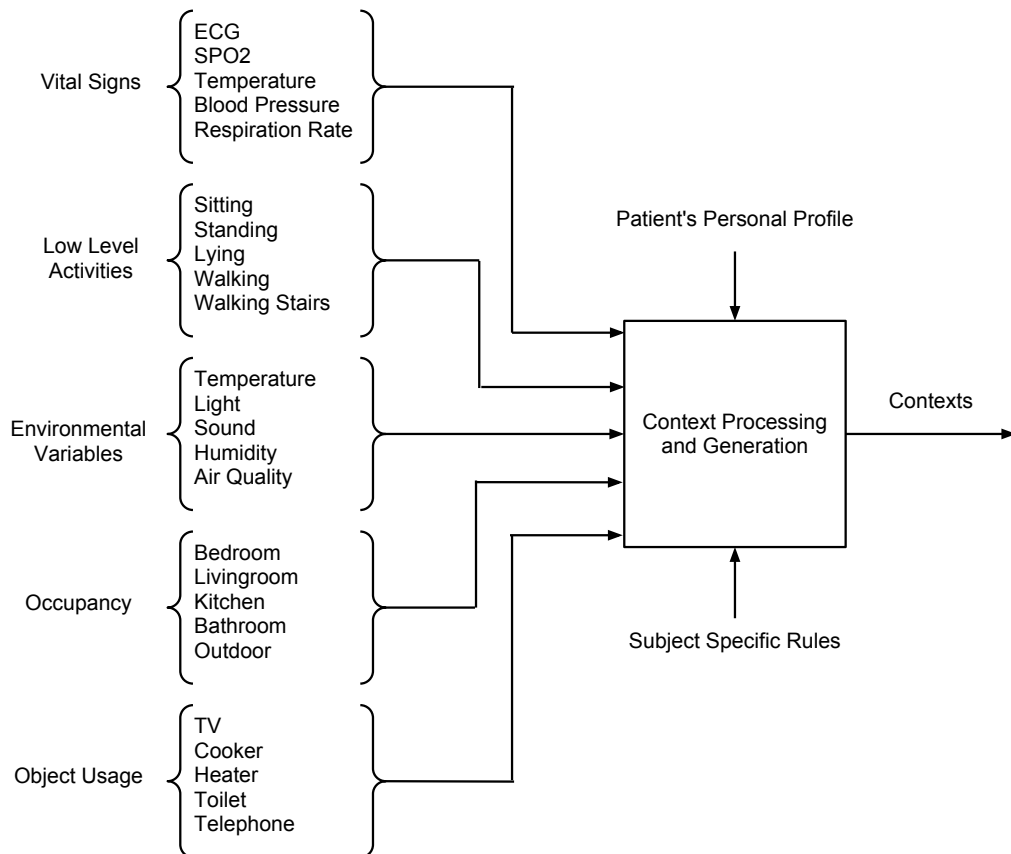 Vital Signs
ECG
SPO2
Temperature
Blood Pressure
Respiration Rate
Low Level
Activities
Sitting
Standing
Lying
Walking
Walking Stairs
Environmental
Variables
Temperature
Light
Sound
Humidity
Air Quality
Occupancy
Bedroom
Livingroom
Kitchen
Bathroom
Outdoor
Object Usage
TV
Cooker
Heater
Toilet
Telephone
Patient's Personal Profile
Context Processing
and Generation
Subject Specific Rules
Contexts